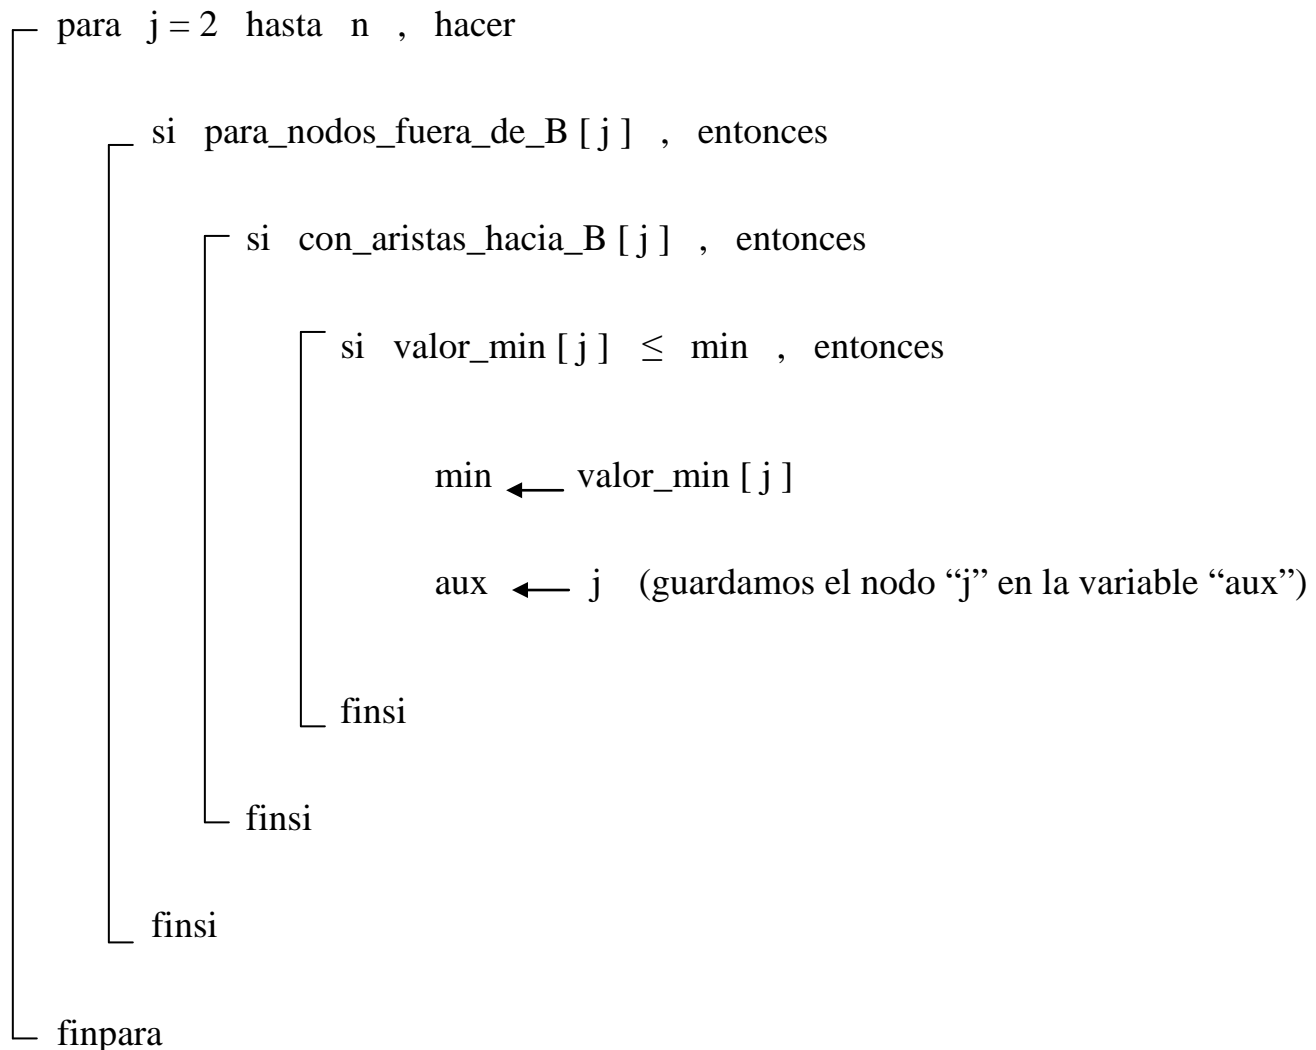 para j = 2 hasta n , hacer
si para_nodos_fuera_de_B [ j ] , entonces
si con_aristas_hacia_B [ j ] , entonces
si valor_min [ j ] ≤ min , entonces
min ← valor_min [ j ]
aux ← j (guardamos el nodo “j” en la variable “aux”)
finsi
finsi
finsi
finpara